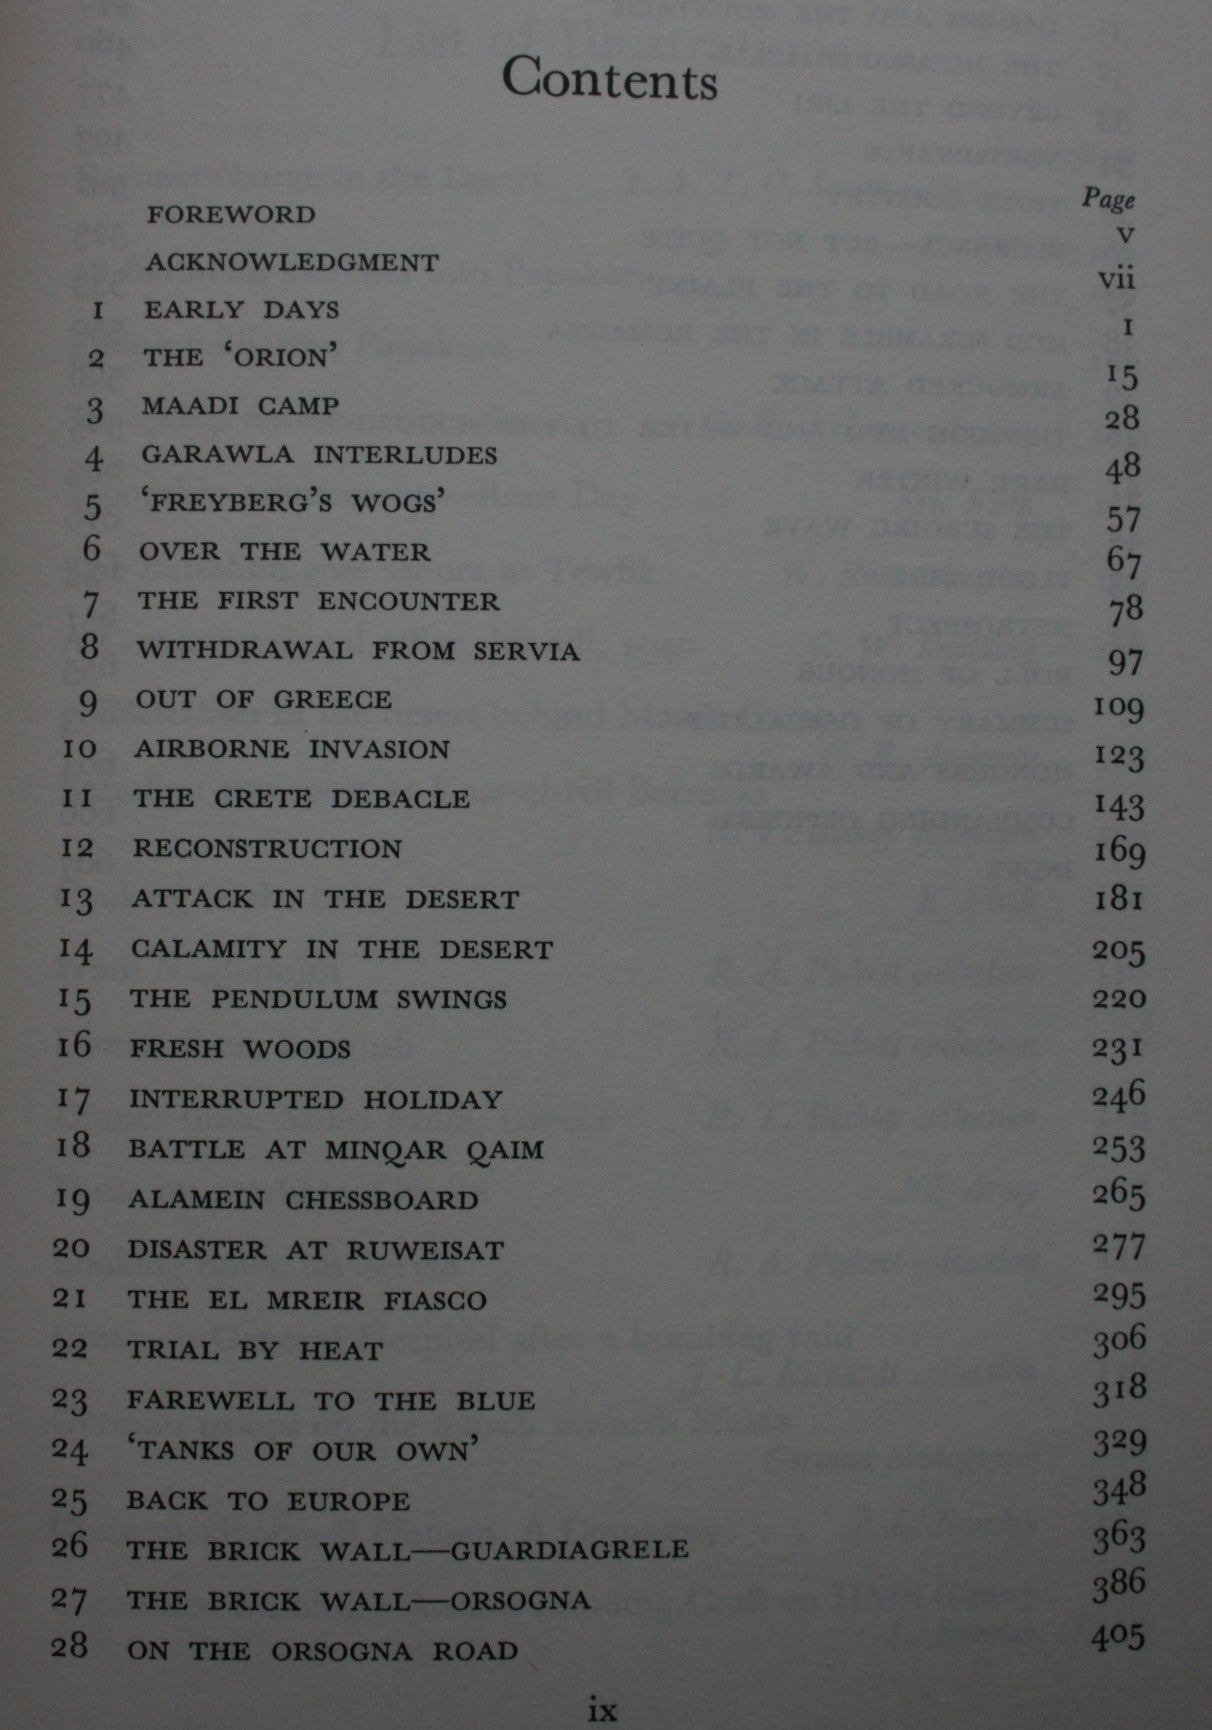 Contents
Page
FOREWORD v
ACKNOWLEDGMENT vii
1 EARLY DAYS 1
2 THE ‘ORION’ 15
3 MAADI CAMP 28
4 GARAWLA INTERLUDES 48
5 ‘FREYBERG’S WOGS’ 57
6 OVER THE WATER 67
7 THE FIRST ENCOUNTER 78
8 WITHDRAWAL FROM SERVIA 97
9 OUT OF GREECE 109
10 AIRBORNE INVASION 123
11 THE CRETE DEBACLE 143
12 RECONSTRUCTION 169
13 ATTACK IN THE DESERT 181
14 CALAMITY IN THE DESERT 205
15 THE PENDULUM SWINGS 220
16 FRESH WOODS 231
17 INTERRUPTED HOLIDAY 246
18 BATTLE AT MINQAR QAIM 253
19 ALAMEIN CHESSBOARD 265
20 DISASTER AT RUWEISAT 277
21 THE EL MREIR FIASCO 295
22 TRIAL BY HEAT 306
23 FAREWELL TO THE BLUE 318
24 ‘TANKS OF OUR OWN’ 329
25 BACK TO EUROPE 348
26 THE BRICK WALL—GUARDIAGRELE 363
27 THE BRICK WALL—ORSOGNA 386
28 ON THE ORSOGNA ROAD 405
ix